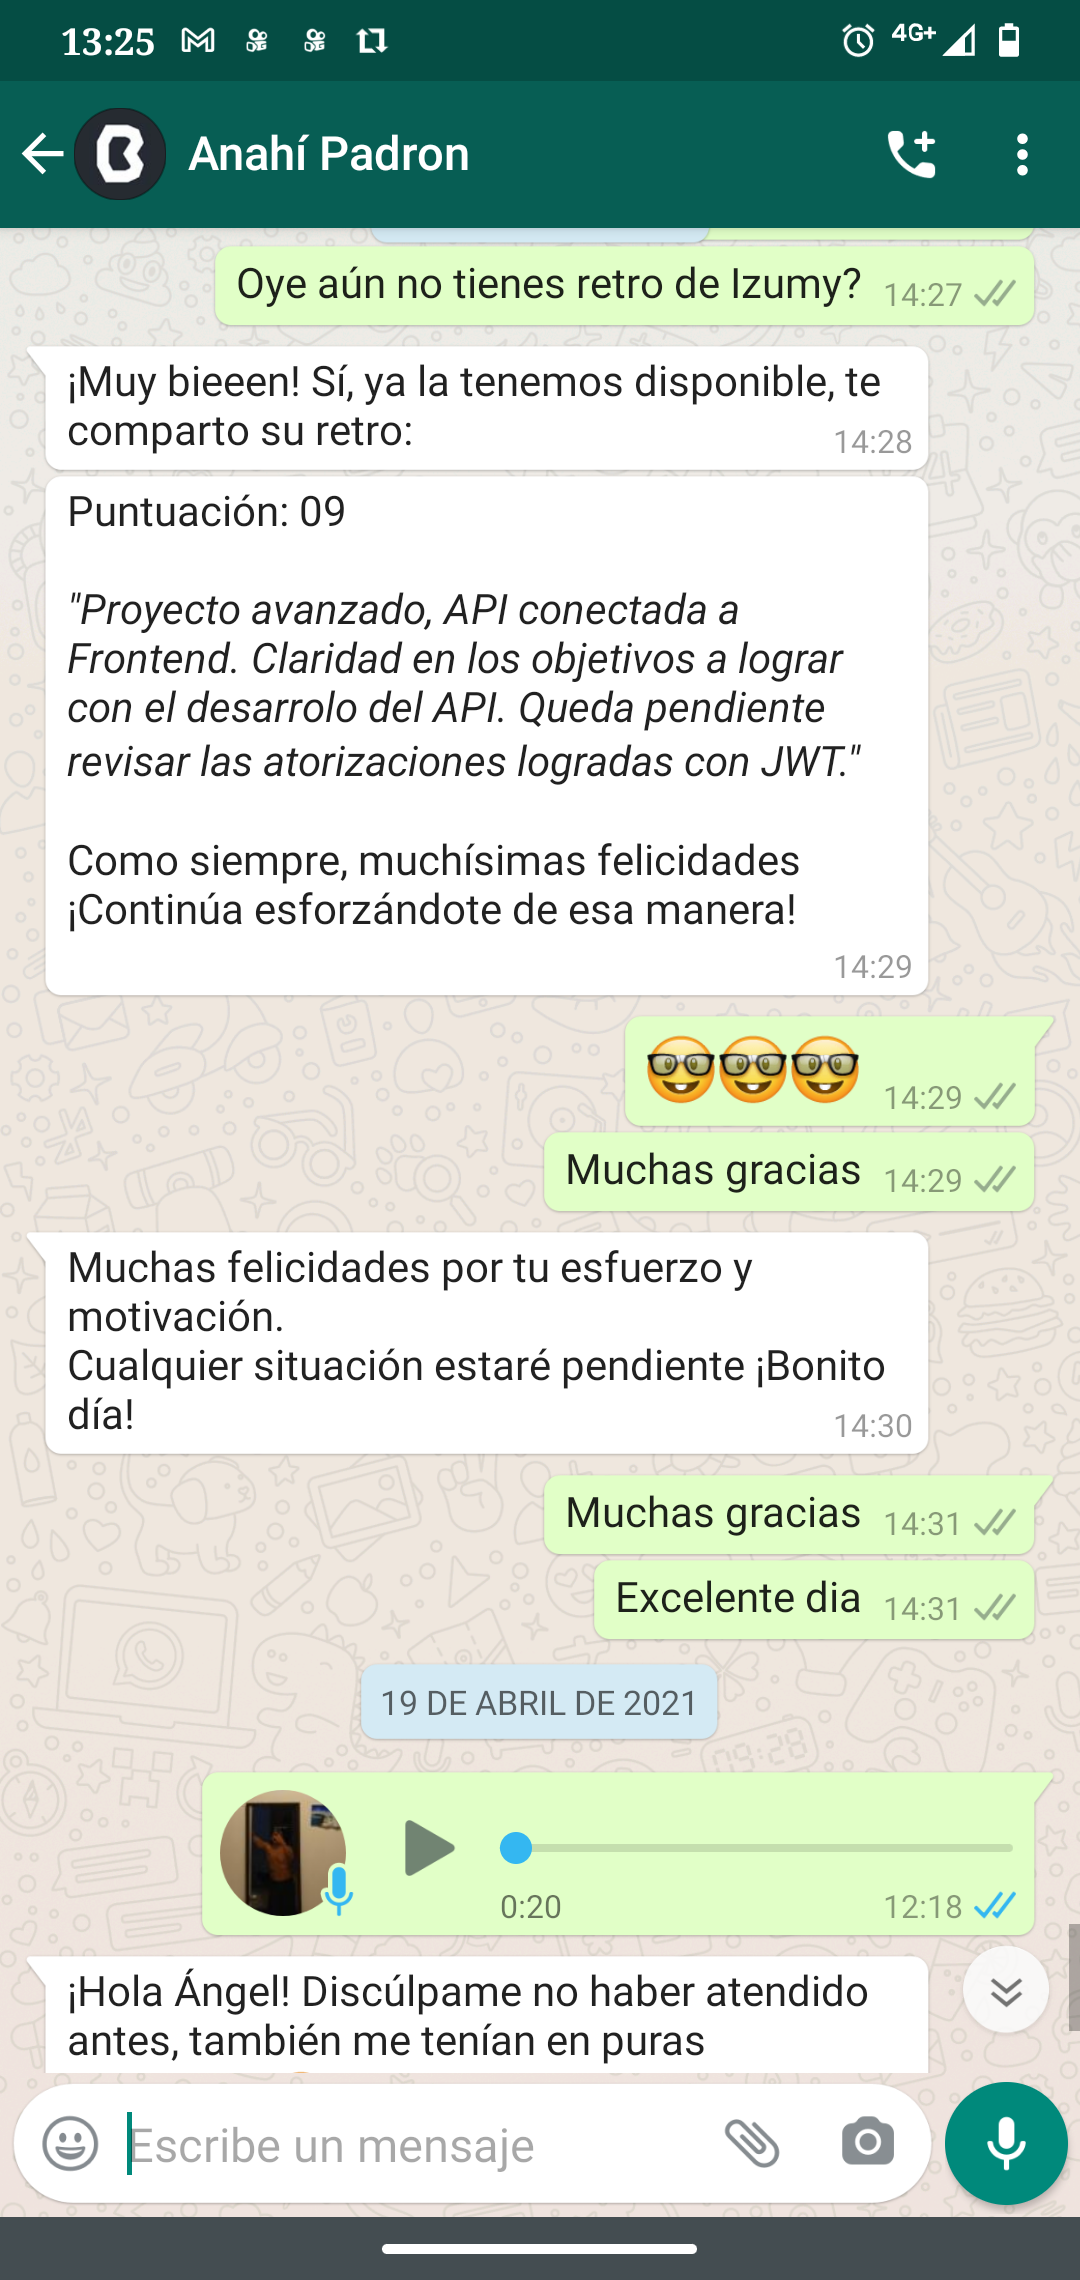 13:25
4G+
Anahí Padron
Oye aún no tienes retro de Izumy? 14:27
¡Muy bieeen! Sí, ya la tenemos disponible, te
comparto su retro:
14:28
Puntuación: 09
"Proyecto avanzado, API conectada a
Frontend. Claridad en los objetivos a lograr
con el desarrolo del API. Queda pendiente
revisar las atorizaciones logradas con JWT."
Como siempre, muchísimas felicidades
¡Continúa esforzándote de esa manera!
14:29
🤓🤓🤓 14:29
Muchas gracias 14:29
Muchas felicidades por tu esfuerzo y
motivación.
Cualquier situación estaré pendiente ¡Bonito
día!
14:30
Muchas gracias 14:31
Excelente dia 14:31
19 DE ABRIL DE 2021
0:20 12:18
¡Hola Ángel! Discúlpame no haber atendido
antes, también me tenían en puras
Escribe un mensaje